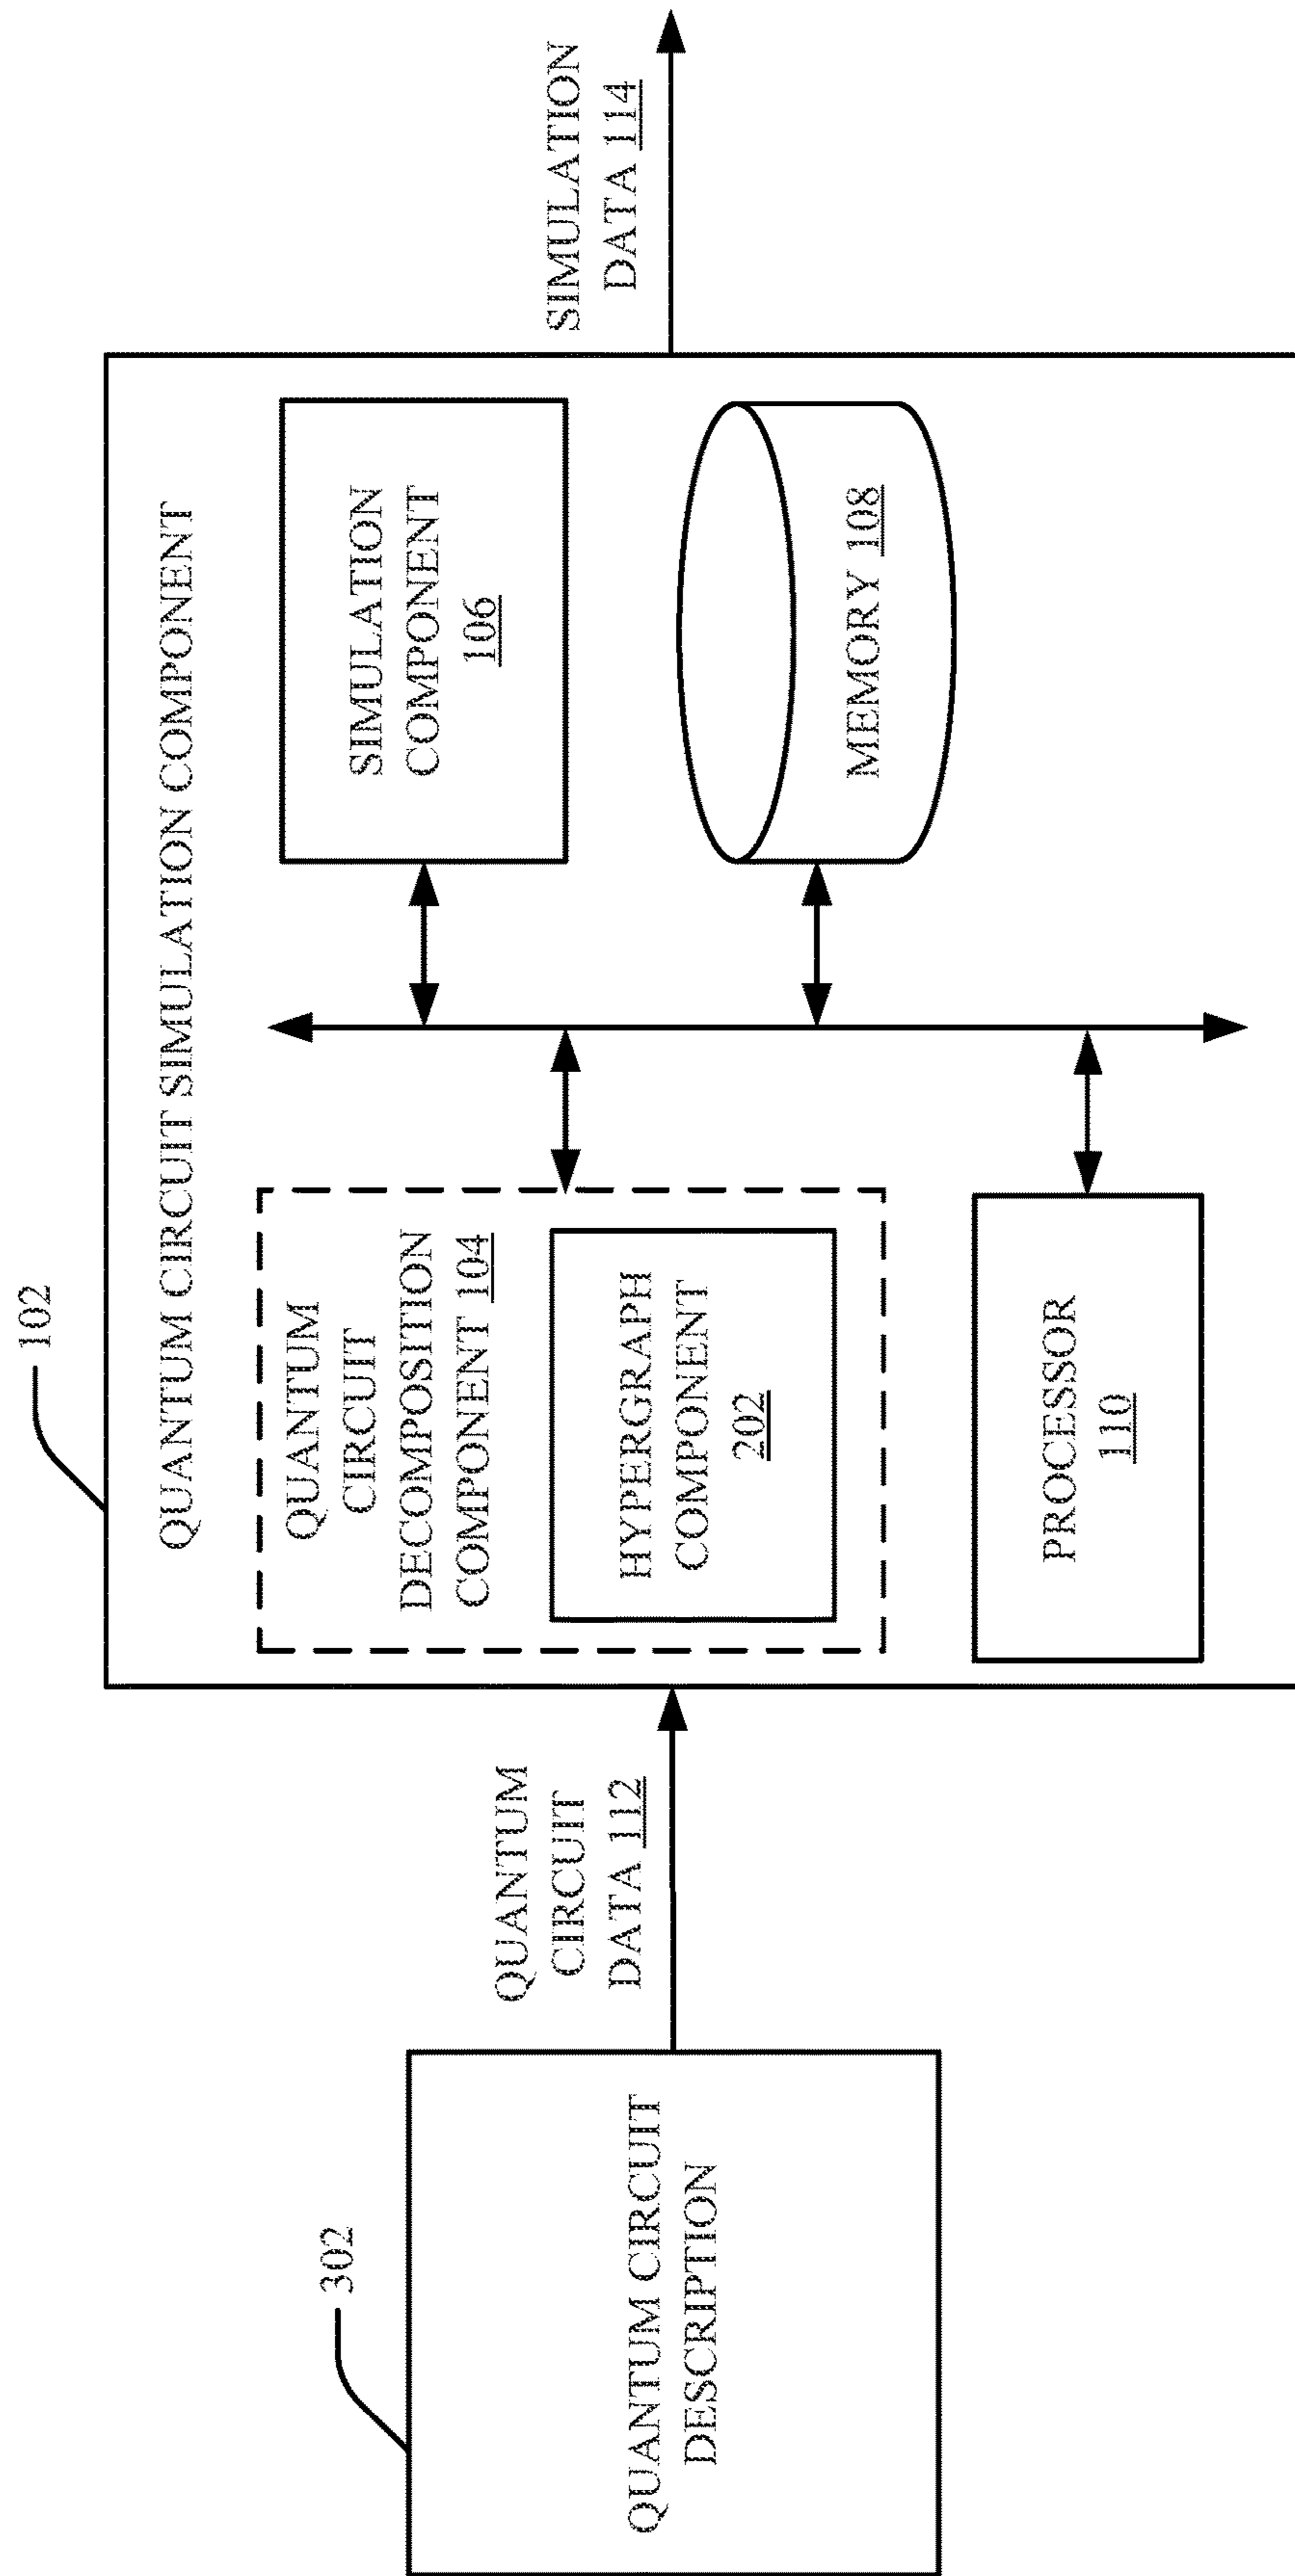 102
QUANTUM CIRCUIT SIMULATION COMPONENT
302
QUANTUM CIRCUIT
DESCRIPTION
QUANTUM
CIRCUIT
DATA 112
QUANTUM
CIRCUIT
DECOMPOSITION
COMPONENT 104
HYPERGRAPH
COMPONENT
202
PROCESSOR
110
SIMULATION
COMPONENT
106
MEMORY 108
SIMULATION
DATA 114